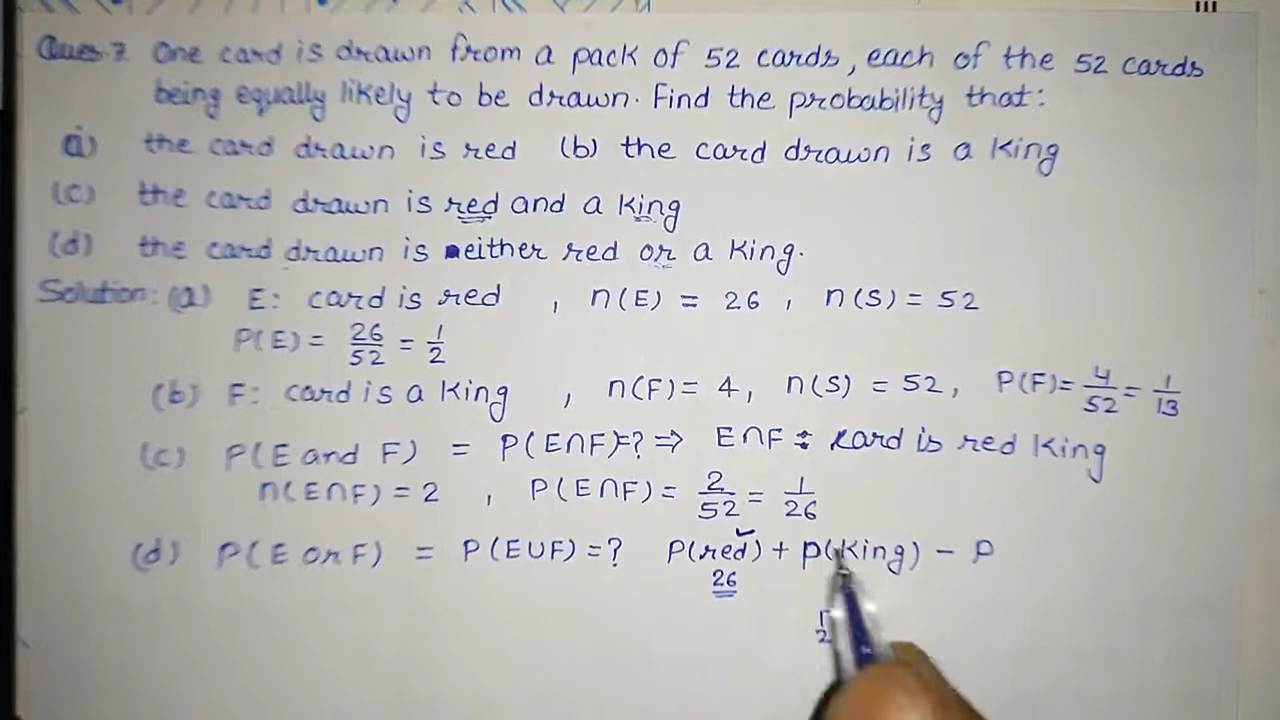 Ques.7 One card is drawn from a pack of 52 cards, each of the 52 cards
being equally likely to be drawn. Find the probability that:
a) the card drawn is red (b) the card drawn is a King
(c) the card drawn is red and a King
(d) the card drawn is neither red or a King.
Solution: (a) E: card is red , n(E) = 26 , n(S) = 52
P(E) = 26/52 = 1/2
(b) F: card is a King , n(F) = 4, n(S) = 52, P(F) = 4/52 = 1/13
(c) P(E and F) = P(E∩F)=? ⇒ E∩F : card is red King
n(E∩F) = 2 , P(E∩F) = 2/52 = 1/26
(d) P(E or F) = P(E∪F) = ? P(red) + P(King) − P
26
1/2